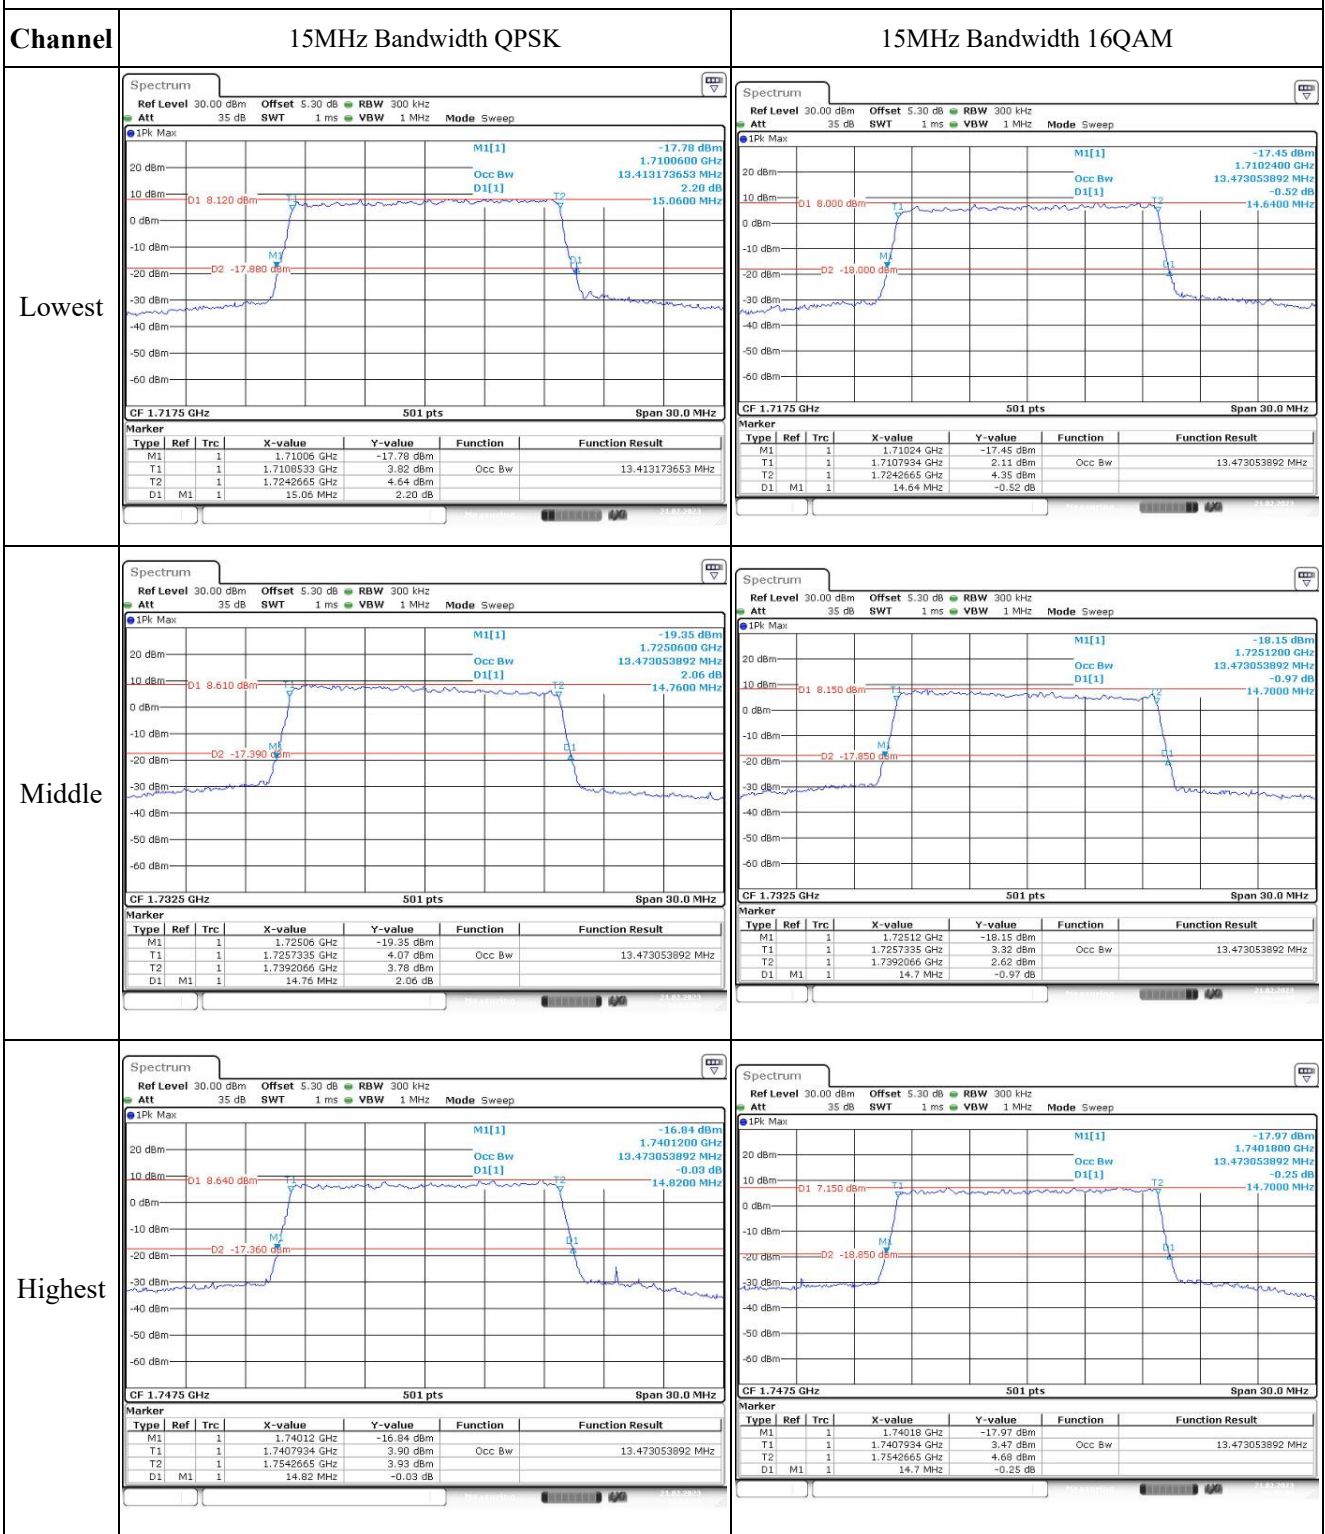 Channel 15MHz Bandwidth QPSK 15MHz Bandwidth 16QAM
Lowest
Spectrum
Ref Level 30.00 dBm Offset 5.30 dB RBW 300 kHz
Att 35 dB SWT 1 ms VBW 1 MHz Mode Sweep
1Pk Max
M1[1] -17.78 dBm
1.7100600 GHz
20 dBm
Occ Bw 13.413173653 MHz
D1[1] 2.20 dB
10 dBm
D1 8.120 dBm T1 T2 15.0600 MHz
0 dBm
-10 dBm
M1 D1
D2 -17.880 dBm
-20 dBm
-30 dBm
-40 dBm
-50 dBm
-60 dBm
CF 1.7175 GHz 501 pts Span 30.0 MHz
Marker
Type Ref Trc X-value Y-value Function Function Result
M1 1 1.71006 GHz -17.78 dBm
T1 1 1.7108533 GHz 3.82 dBm Occ Bw 13.413173653 MHz
T2 1 1.7242665 GHz 4.64 dBm
D1 M1 1 15.06 MHz 2.20 dB
Spectrum
Ref Level 30.00 dBm Offset 5.30 dB RBW 300 kHz
Att 35 dB SWT 1 ms VBW 1 MHz Mode Sweep
1Pk Max
M1[1] -17.45 dBm
1.7102400 GHz
20 dBm
Occ Bw 13.473053892 MHz
D1[1] -0.52 dB
10 dBm
D1 8.000 dBm T1 T2 14.6400 MHz
0 dBm
-10 dBm
M1 D1
D2 -18.000 dBm
-20 dBm
-30 dBm
-40 dBm
-50 dBm
-60 dBm
CF 1.7175 GHz 501 pts Span 30.0 MHz
Marker
Type Ref Trc X-value Y-value Function Function Result
M1 1 1.71024 GHz -17.45 dBm
T1 1 1.7107934 GHz 2.11 dBm Occ Bw 13.473053892 MHz
T2 1 1.7242665 GHz 4.35 dBm
D1 M1 1 14.64 MHz -0.52 dB
Middle
Spectrum
Ref Level 30.00 dBm Offset 5.30 dB RBW 300 kHz
Att 35 dB SWT 1 ms VBW 1 MHz Mode Sweep
1Pk Max
M1[1] -19.35 dBm
1.7250600 GHz
20 dBm
Occ Bw 13.473053892 MHz
D1[1] 2.06 dB
10 dBm
D1 8.610 dBm T1 T2 14.7600 MHz
0 dBm
-10 dBm
M1 D1
D2 -17.390 dBm
-20 dBm
-30 dBm
-40 dBm
-50 dBm
-60 dBm
CF 1.7325 GHz 501 pts Span 30.0 MHz
Marker
Type Ref Trc X-value Y-value Function Function Result
M1 1 1.72506 GHz -19.35 dBm
T1 1 1.7257335 GHz 4.07 dBm Occ Bw 13.473053892 MHz
T2 1 1.7392066 GHz 3.78 dBm
D1 M1 1 14.76 MHz 2.06 dB
Spectrum
Ref Level 30.00 dBm Offset 5.30 dB RBW 300 kHz
Att 35 dB SWT 1 ms VBW 1 MHz Mode Sweep
1Pk Max
M1[1] -18.15 dBm
1.7251200 GHz
20 dBm
Occ Bw 13.473053892 MHz
D1[1] -0.97 dB
10 dBm
D1 8.150 dBm T1 T2 14.7000 MHz
0 dBm
-10 dBm
M1 D1
D2 -17.850 dBm
-20 dBm
-30 dBm
-40 dBm
-50 dBm
-60 dBm
CF 1.7325 GHz 501 pts Span 30.0 MHz
Marker
Type Ref Trc X-value Y-value Function Function Result
M1 1 1.72512 GHz -18.15 dBm
T1 1 1.7257335 GHz 3.32 dBm Occ Bw 13.473053892 MHz
T2 1 1.7392066 GHz 2.62 dBm
D1 M1 1 14.7 MHz -0.97 dB
Highest
Spectrum
Ref Level 30.00 dBm Offset 5.30 dB RBW 300 kHz
Att 35 dB SWT 1 ms VBW 1 MHz Mode Sweep
1Pk Max
M1[1] -16.84 dBm
1.7401200 GHz
20 dBm
Occ Bw 13.473053892 MHz
D1[1] -0.03 dB
10 dBm
D1 8.640 dBm T1 T2 14.8200 MHz
0 dBm
-10 dBm
M1 D1
D2 -17.360 dBm
-20 dBm
-30 dBm
-40 dBm
-50 dBm
-60 dBm
CF 1.7475 GHz 501 pts Span 30.0 MHz
Marker
Type Ref Trc X-value Y-value Function Function Result
M1 1 1.74012 GHz -16.84 dBm
T1 1 1.7407934 GHz 3.90 dBm Occ Bw 13.473053892 MHz
T2 1 1.7542665 GHz 3.93 dBm
D1 M1 1 14.82 MHz -0.03 dB
Spectrum
Ref Level 30.00 dBm Offset 5.30 dB RBW 300 kHz
Att 35 dB SWT 1 ms VBW 1 MHz Mode Sweep
1Pk Max
M1[1] -17.97 dBm
1.7401800 GHz
20 dBm
Occ Bw 13.473053892 MHz
D1[1] -0.25 dB
10 dBm
D1 7.150 dBm T1 T2 14.7000 MHz
0 dBm
-10 dBm
M1 D1
D2 -18.850 dBm
-20 dBm
-30 dBm
-40 dBm
-50 dBm
-60 dBm
CF 1.7475 GHz 501 pts Span 30.0 MHz
Marker
Type Ref Trc X-value Y-value Function Function Result
M1 1 1.74018 GHz -17.97 dBm
T1 1 1.7407934 GHz 3.47 dBm Occ Bw 13.473053892 MHz
T2 1 1.7542665 GHz 4.68 dBm
D1 M1 1 14.7 MHz -0.25 dB